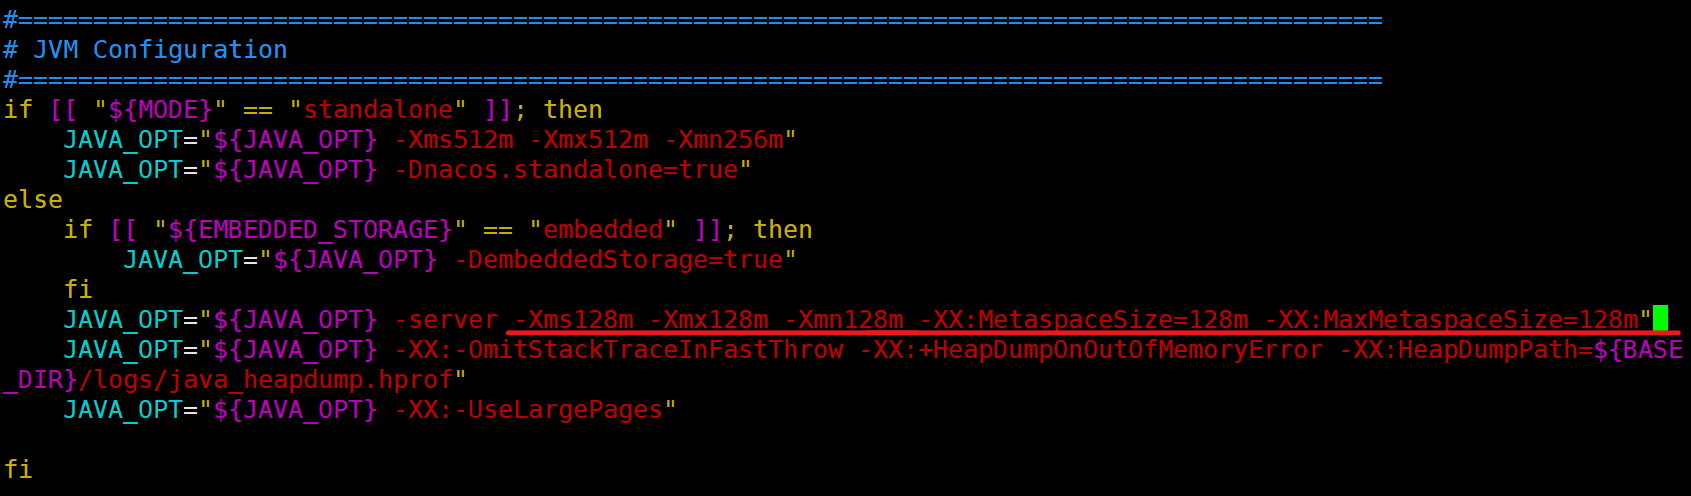 #===========================================================================================
# JVM Configuration
#===========================================================================================
if [[ "${MODE}" == "standalone" ]]; then
    JAVA_OPT="${JAVA_OPT} -Xms512m -Xmx512m -Xmn256m"
    JAVA_OPT="${JAVA_OPT} -Dnacos.standalone=true"
else
    if [[ "${EMBEDDED_STORAGE}" == "embedded" ]]; then
        JAVA_OPT="${JAVA_OPT} -DembeddedStorage=true"
    fi
    JAVA_OPT="${JAVA_OPT} -server -Xms128m -Xmx128m -Xmn128m -XX:MetaspaceSize=128m -XX:MaxMetaspaceSize=128m"
    JAVA_OPT="${JAVA_OPT} -XX:-OmitStackTraceInFastThrow -XX:+HeapDumpOnOutOfMemoryError -XX:HeapDumpPath=${BASE
_DIR}/logs/java_heapdump.hprof"
    JAVA_OPT="${JAVA_OPT} -XX:-UseLargePages"

fi